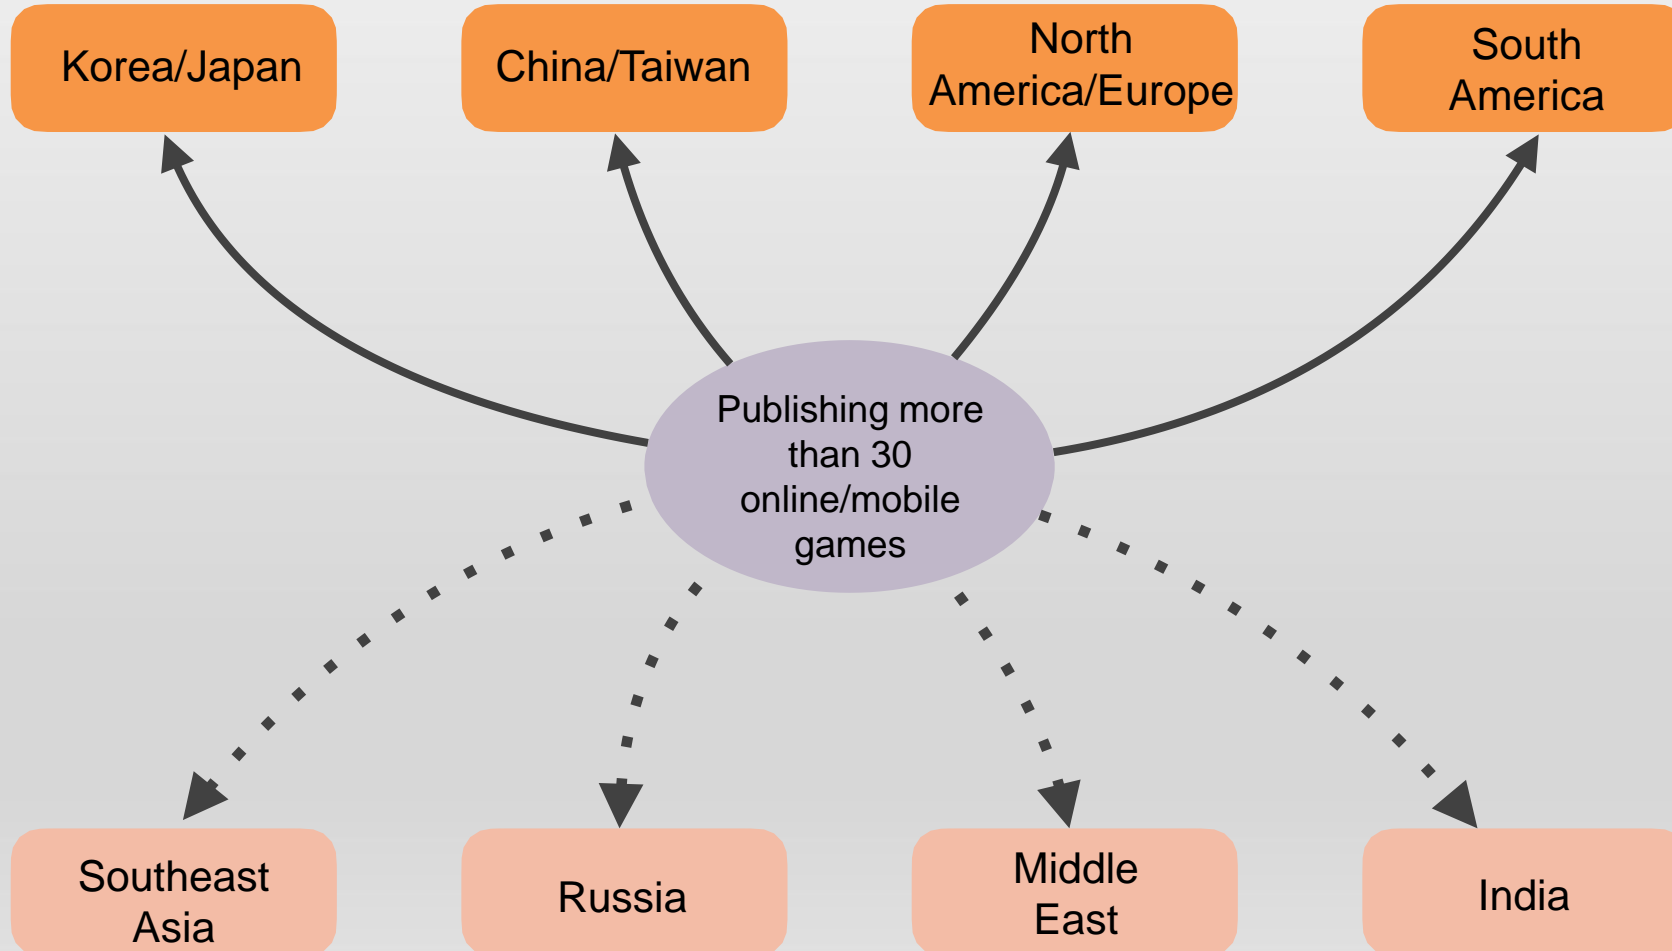 Korea/Japan
China/Taiwan
North
America/Europe
South
America
Publishing more
than 30
online/mobile
games
Southeast
Asia
Russia
Middle
East
India